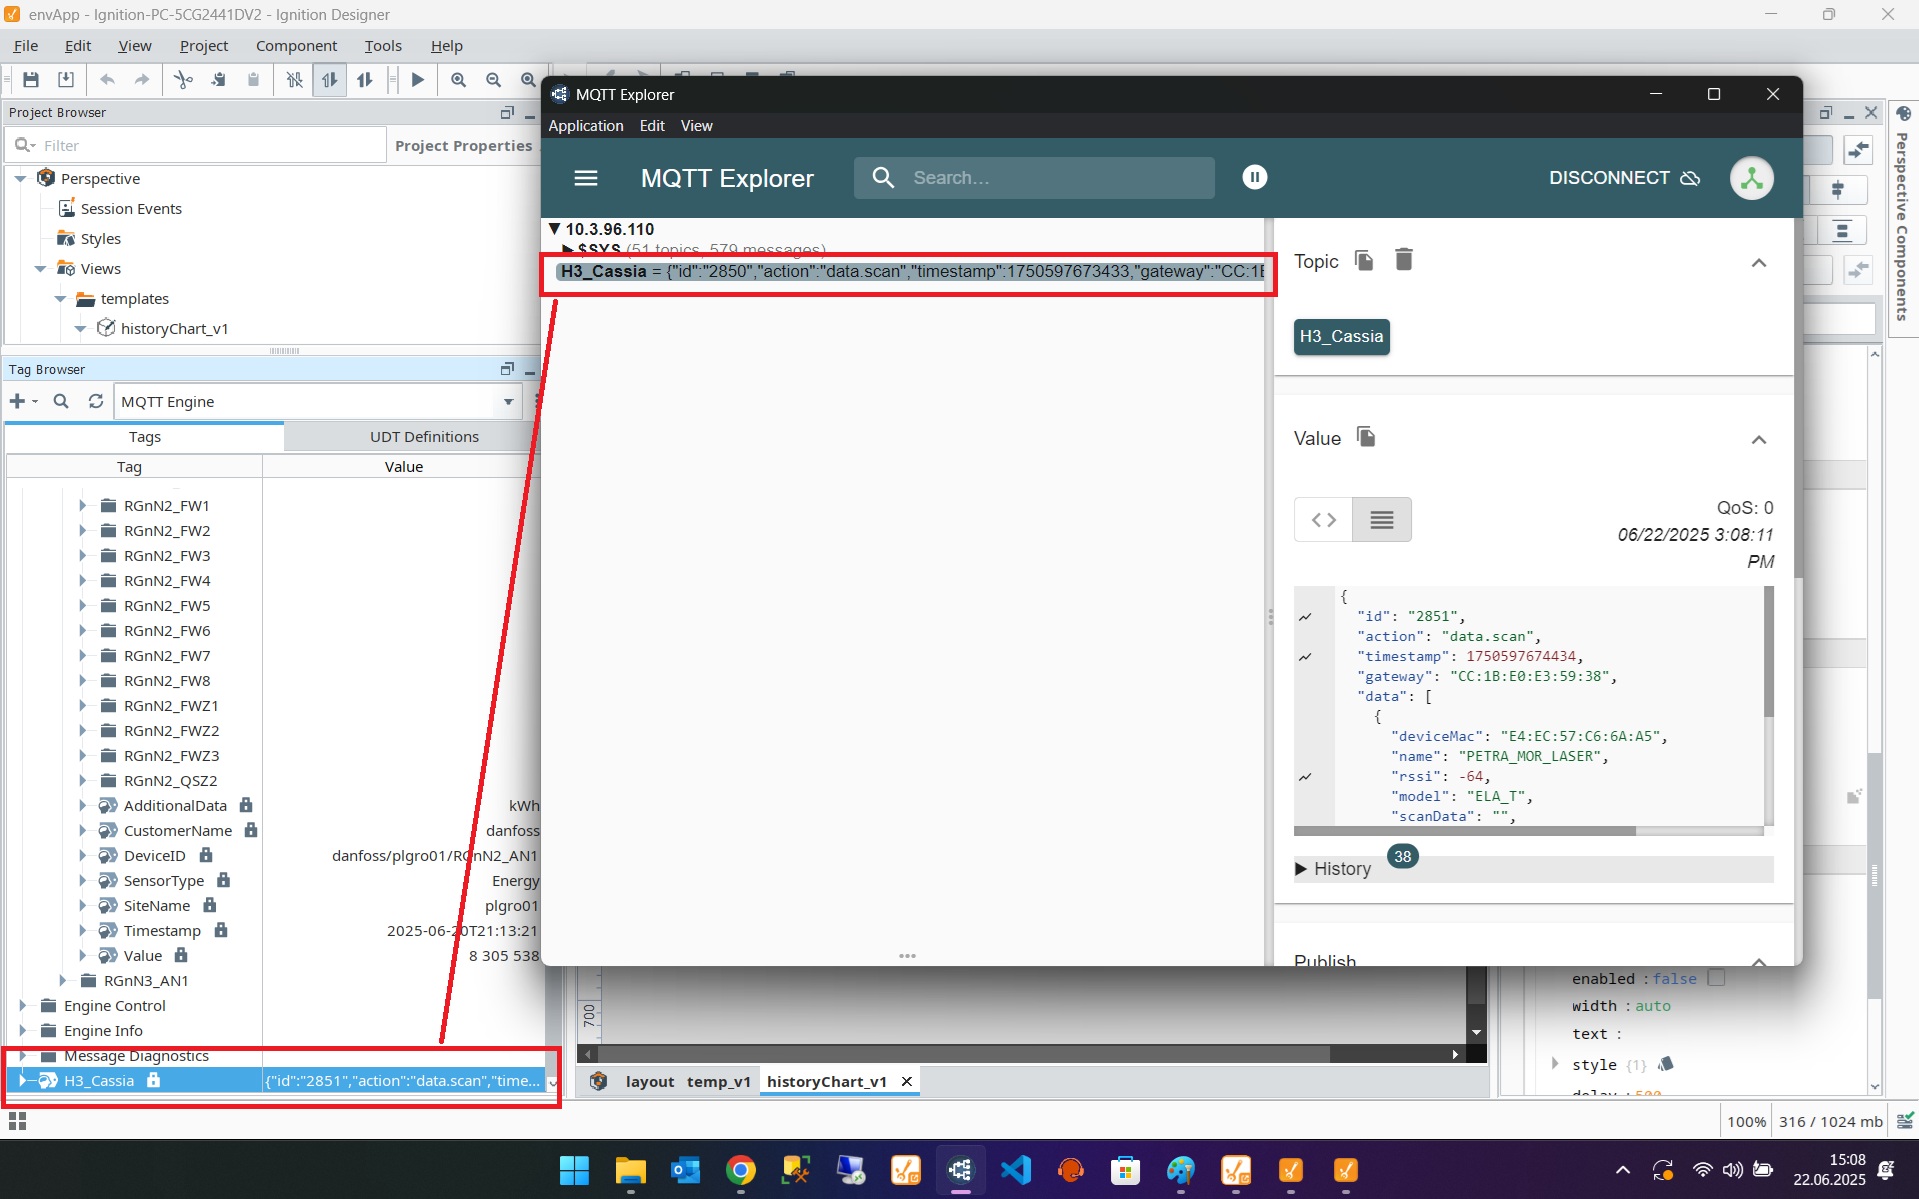 envApp - Ignition-PC-5CG2441DV2 - Ignition Designer
File Edit View Project Component Tools Help
Project Browser
Filter
Project Properties
Perspective
Session Events
Styles
Views
templates
historyChart_v1
Tag Browser
MQTT Engine
Tags UDT Definitions
Tag Value
RGnN2_FW1
RGnN2_FW2
RGnN2_FW3
RGnN2_FW4
RGnN2_FW5
RGnN2_FW6
RGnN2_FW7
RGnN2_FW8
RGnN2_FWZ1
RGnN2_FWZ2
RGnN2_FWZ3
RGnN2_QSZ2
AdditionalData kWh
CustomerName danfoss
DeviceID danfoss/plgro01/RGnN2_AN1
SensorType Energy
SiteName plgro01
Timestamp 2025-06-20T21:13:21
Value 8 305 538
RGnN3_AN1
Engine Control
Engine Info
Message Diagnostics
H3_Cassia {"id":"2851","action":"data.scan","time...
MQTT Explorer
Application Edit View
MQTT Explorer
Search...
DISCONNECT
10.3.96.110
$SYS (51 topics, 579 messages)
H3_Cassia = {"id":"2850","action":"data.scan","timestamp":1750597673433,"gateway":"CC:1E
Topic
H3_Cassia
Value
QoS: 0
06/22/2025 3:08:11
PM
{
"id": "2851",
"action": "data.scan",
"timestamp": 1750597674434,
"gateway": "CC:1B:E0:E3:59:38",
"data": [
{
"deviceMac": "E4:EC:57:C6:6A:A5",
"name": "PETRA_MOR_LASER",
"rssi": -64,
"model": "ELA_T",
"scanData": "",
History 38
Publish
Perspective Components
enabled : false
width : auto
text :
style {1}
delay : 500
700
layout temp_v1 historyChart_v1
100% 316 / 1024 mb
15:08
22.06.2025